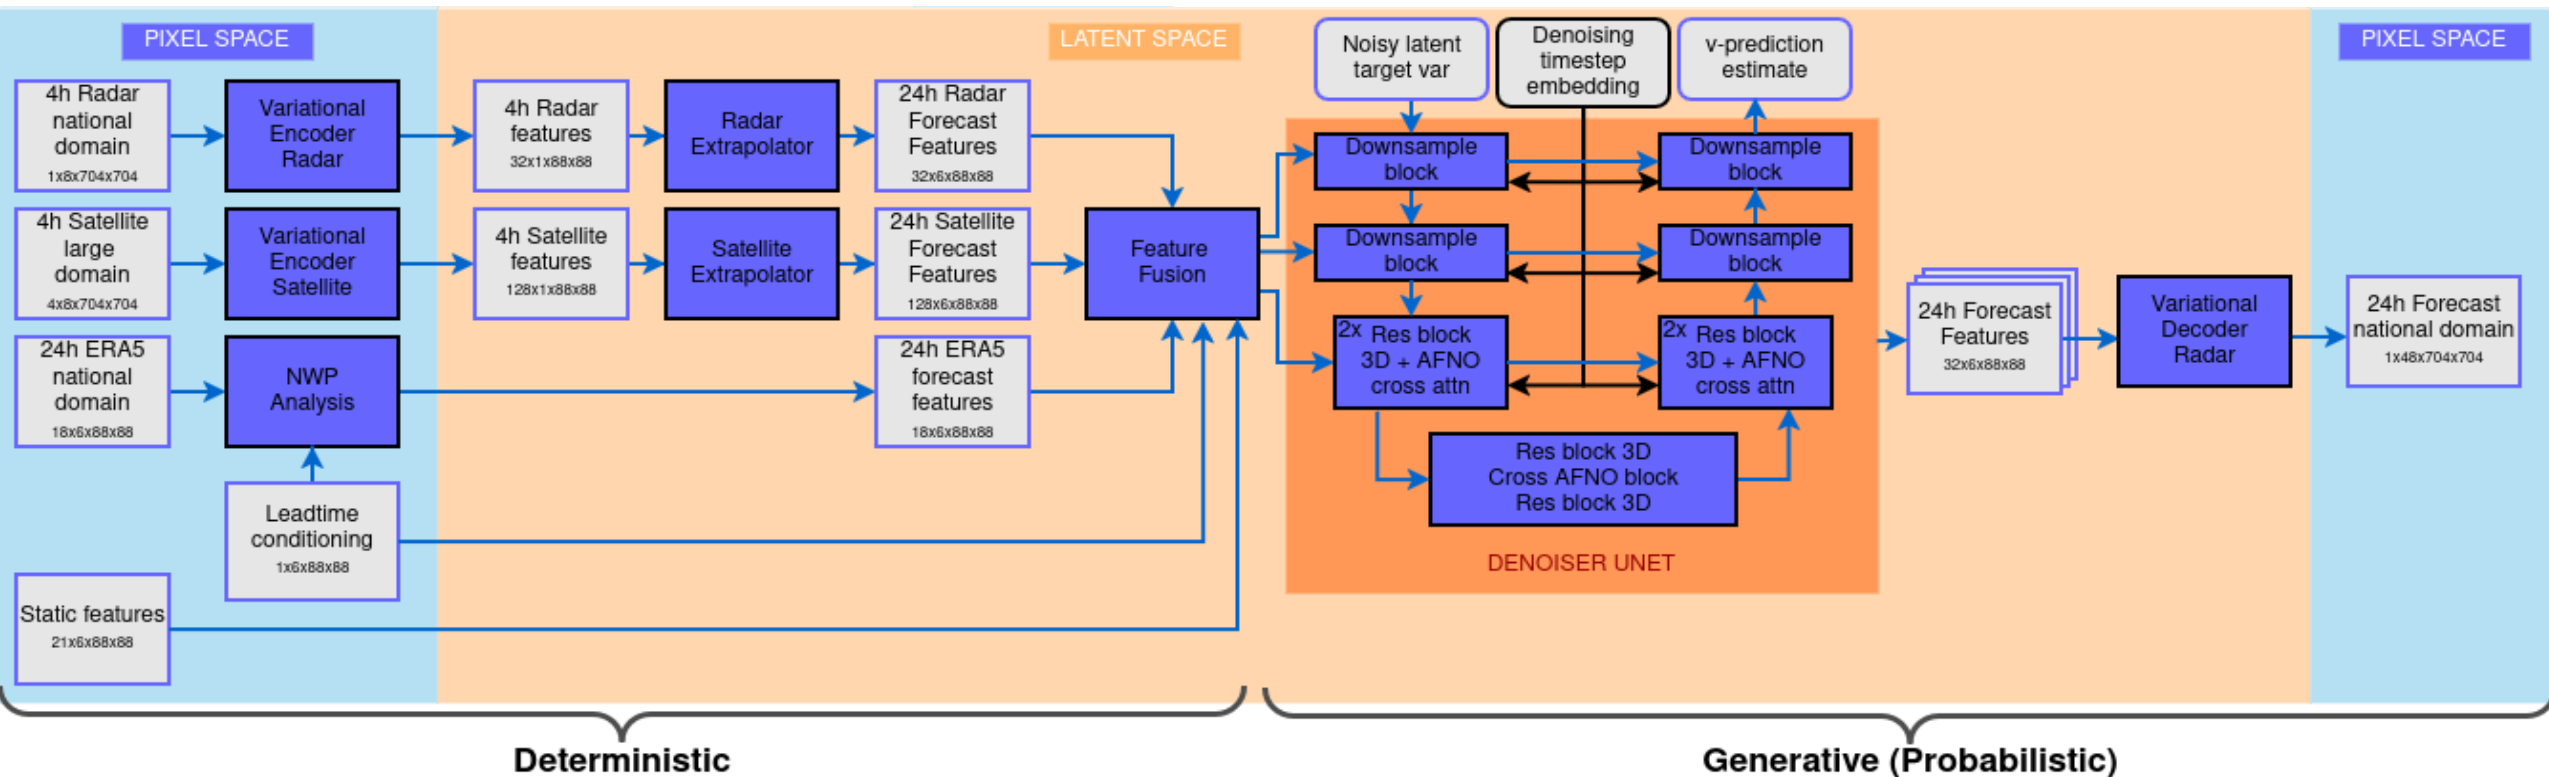 PIXEL SPACE
LATENT SPACE
PIXEL SPACE
4h Radar
national
domain
1x8x704x704
Variational
Encoder
Radar
4h Radar
features
32x1x88x88
Radar
Extrapolator
24h Radar
Forecast
Features
32x6x88x88
4h Satellite
large
domain
4x8x704x704
Variational
Encoder
Satellite
4h Satellite
features
128x1x88x88
Satellite
Extrapolator
24h Satellite
Forecast
Features
128x6x88x88
24h ERA5
national
domain
18x6x88x88
NWP
Analysis
24h ERA5
forecast
features
18x6x88x88
Leadtime
conditioning
1x6x88x88
Static features
21x6x88x88
Feature
Fusion
Noisy latent
target var
Denoising
timestep
embedding
v-prediction
estimate
Downsample
block
Downsample
block
Downsample
block
Downsample
block
2x Res block
3D + AFNO
cross attn
2x Res block
3D + AFNO
cross attn
Res block 3D
Cross AFNO block
Res block 3D
DENOISER UNET
24h Forecast
Features
32x6x88x88
Variational
Decoder
Radar
24h Forecast
national domain
1x48x704x704
Deterministic
Generative (Probabilistic)